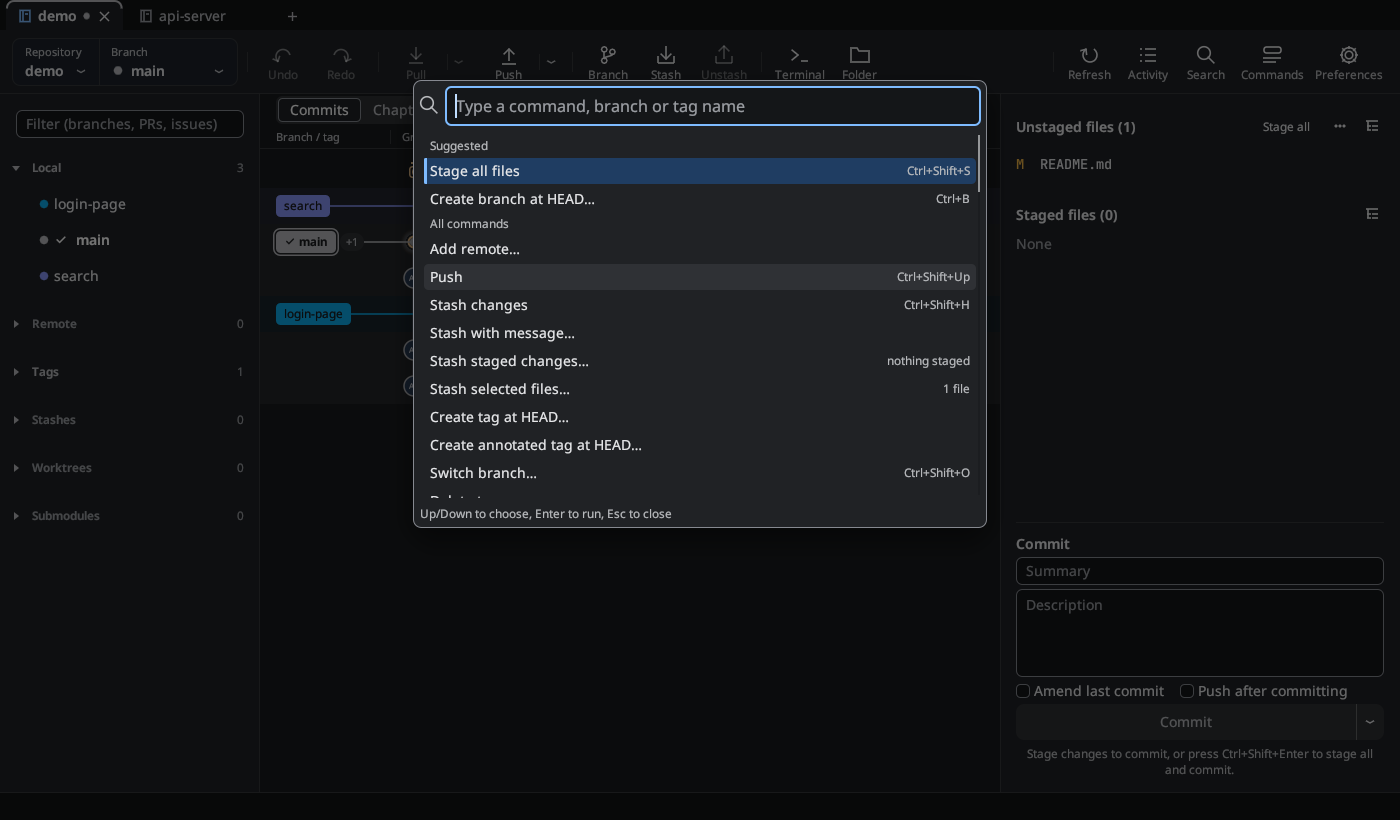 demo
api-server
Repository
demo
Branch
main
Undo
Redo
Pull
Push
Branch
Stash
Unstash
Terminal
Folder
Refresh
Activity
Search
Commands
Preferences
Filter (branches, PRs, issues)
Local 3
login-page
main
search
Remote 0
Tags 1
Stashes 0
Worktrees 0
Submodules 0
Commits
Branch / tag
search
main +1
login-page
Type a command, branch or tag name
Suggested
Stage all files Ctrl+Shift+S
Create branch at HEAD... Ctrl+B
All commands
Add remote...
Push Ctrl+Shift+Up
Stash changes Ctrl+Shift+H
Stash with message...
Stash staged changes... nothing staged
Stash selected files... 1 file
Create tag at HEAD...
Create annotated tag at HEAD...
Switch branch... Ctrl+Shift+O
Up/Down to choose, Enter to run, Esc to close
Unstaged files (1) Stage all
M README.md
Staged files (0)
None
Commit
Summary
Description
Amend last commit Push after committing
Commit
Stage changes to commit, or press Ctrl+Shift+Enter to stage all
and commit.